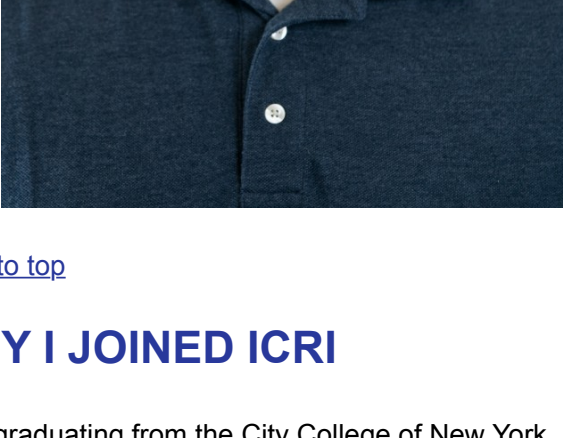 to top
Y I JOINED ICRI
graduating from the City College of New York